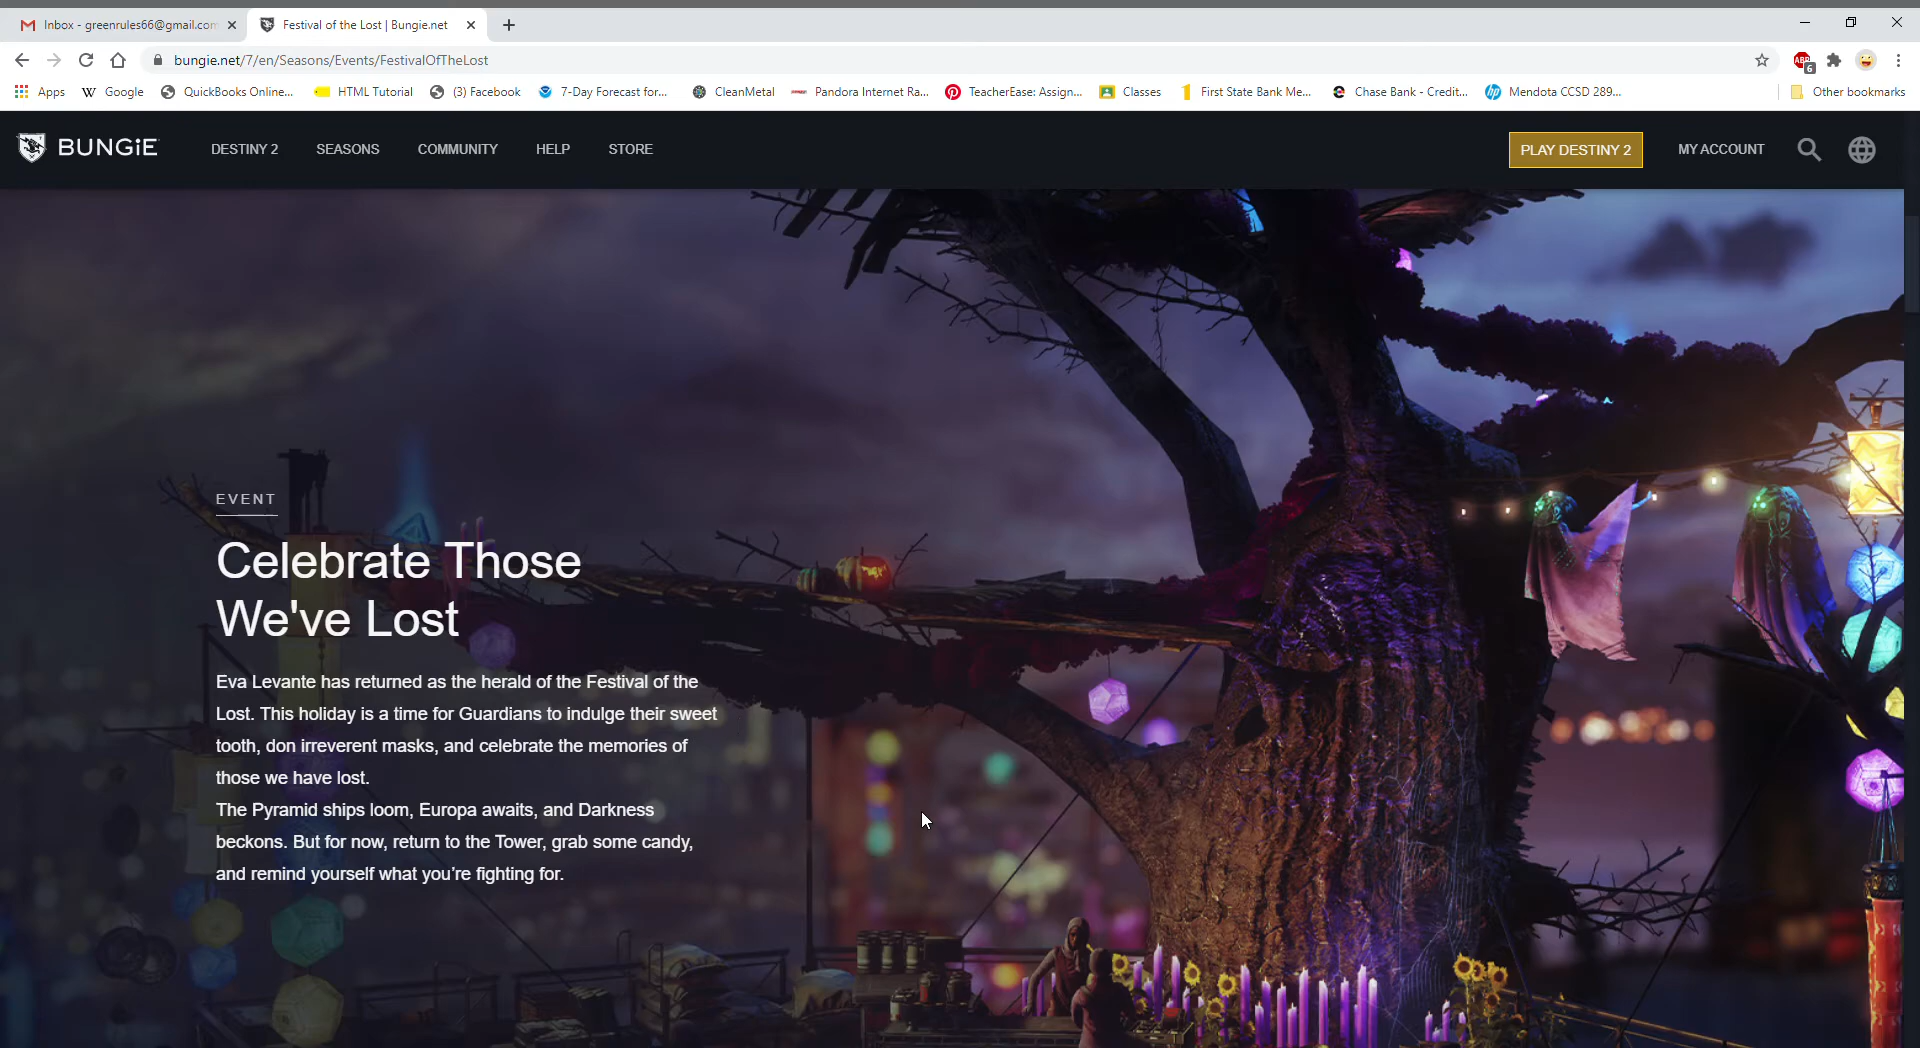 Inbox - greenrules66@gmail.com
Festival of the Lost | Bungie.net
bungie.net/7/en/Seasons/Events/FestivalOfTheLost
ABP
6
Apps
Google
QuickBooks Online...
HTML Tutorial
(3) Facebook
7-Day Forecast for...
CleanMetal
Pandora Internet Ra...
TeacherEase: Assign...
Classes
First State Bank Me...
Chase Bank - Credit...
Mendota CCSD 289...
Other bookmarks
BUNGiE
DESTINY 2
SEASONS
COMMUNITY
HELP
STORE
PLAY DESTINY 2
MY ACCOUNT
EVENT
Celebrate Those
We've Lost
Eva Levante has returned as the herald of the Festival of the
Lost. This holiday is a time for Guardians to indulge their sweet
tooth, don irreverent masks, and celebrate the memories of
those we have lost.
The Pyramid ships loom, Europa awaits, and Darkness
beckons. But for now, return to the Tower, grab some candy,
and remind yourself what you’re fighting for.